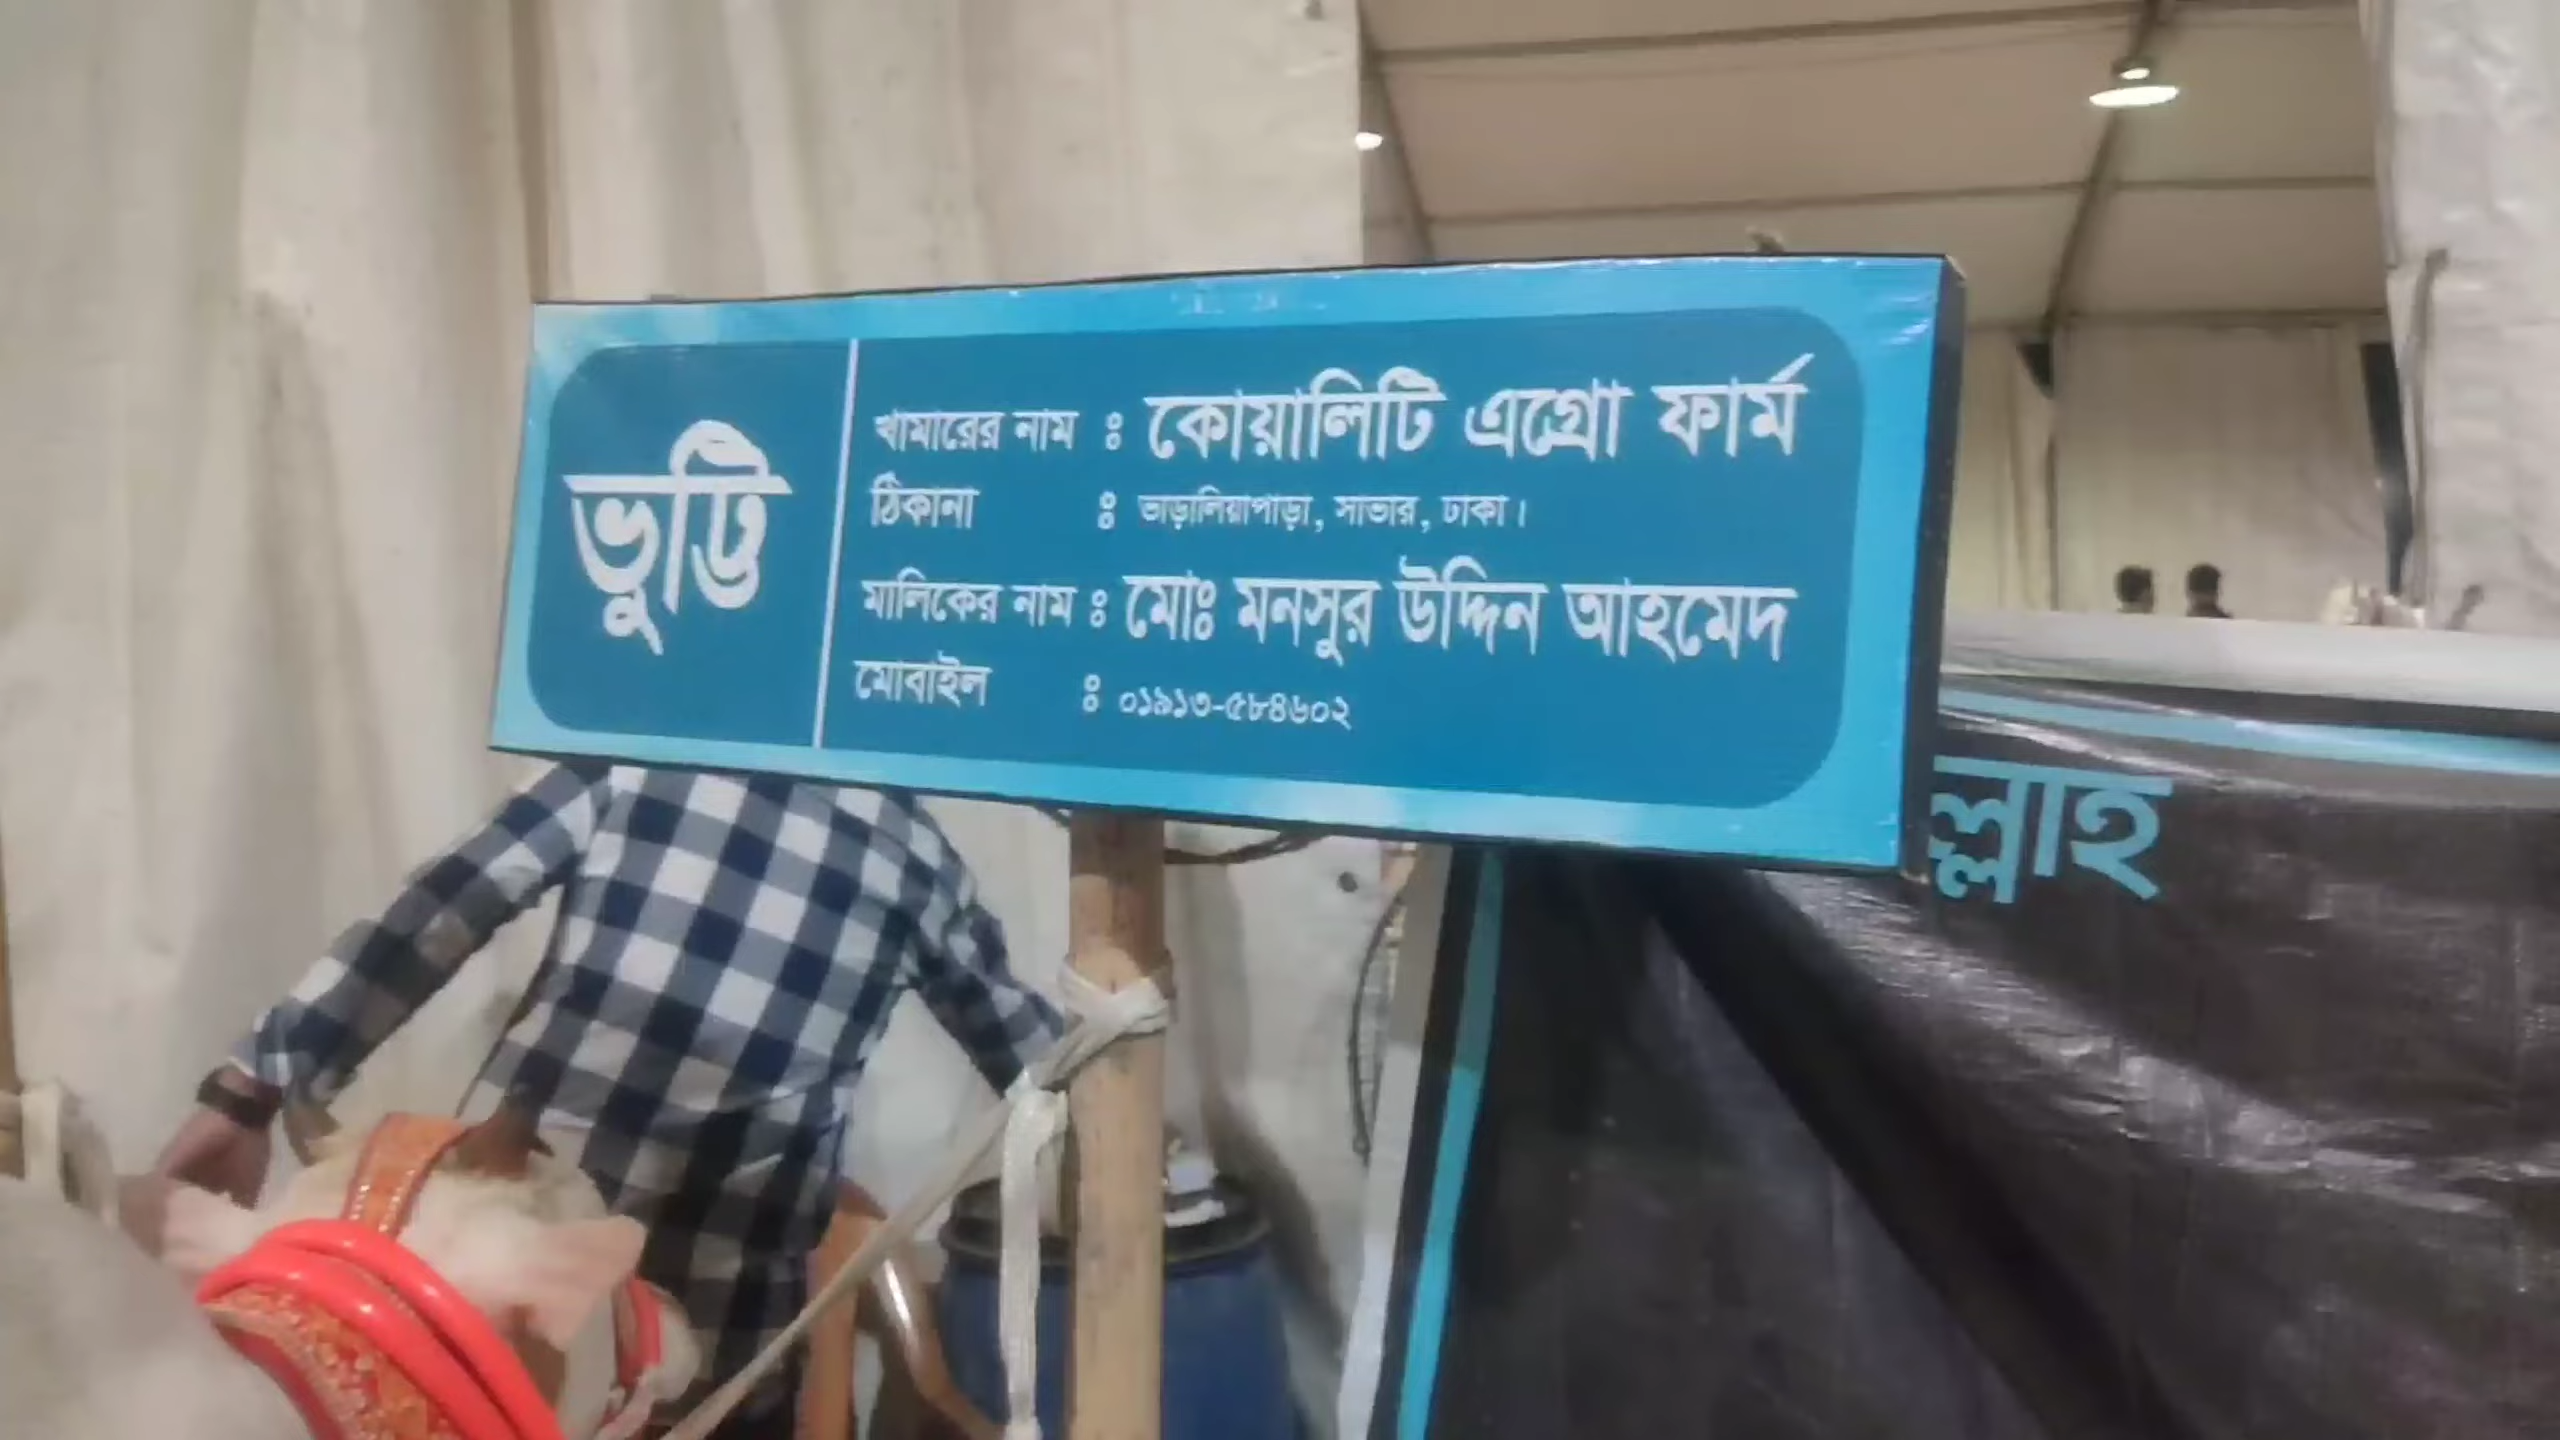 ভুট্টি
খামারের নাম : কোয়ালিটি এগ্রো ফার্ম
ঠিকানা : ভাড়ালিয়াপাড়া, সাভার, ঢাকা।
মালিকের নাম : মোঃ মনসুর উদ্দিন আহমেদ
মোবাইল : ০১৯১৩-৫৮৪৬০২
ল্লাহ